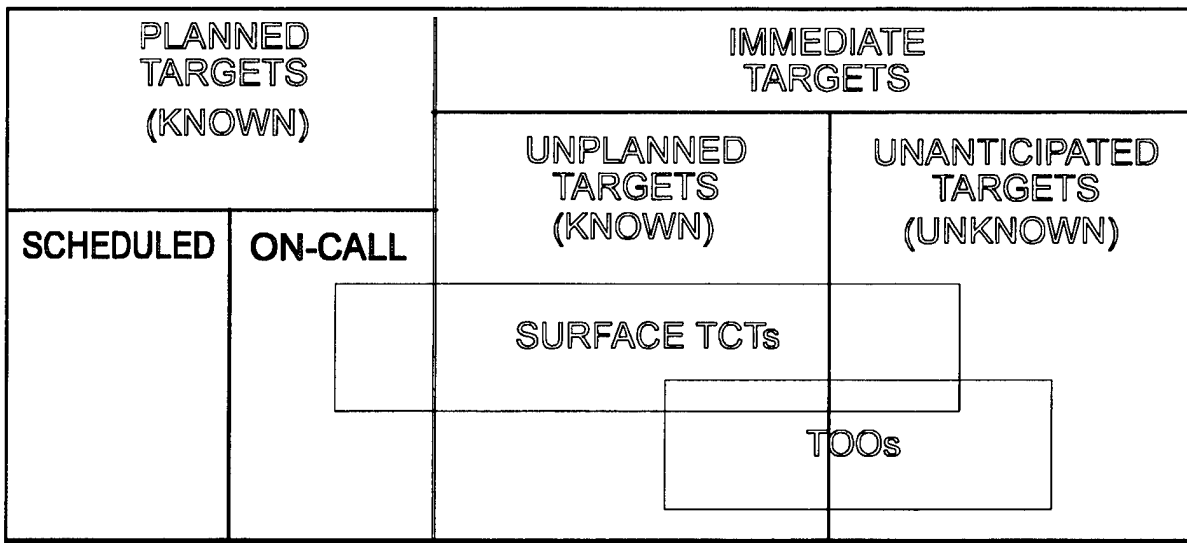 PLANNED
TARGETS
(KNOWN)
IMMEDIATE
TARGETS
UNPLANNED
TARGETS
(KNOWN)
UNANTICIPATED
TARGETS
(UNKNOWN)
SCHEDULED
ON-CALL
SURFACE TCTs
TOOs